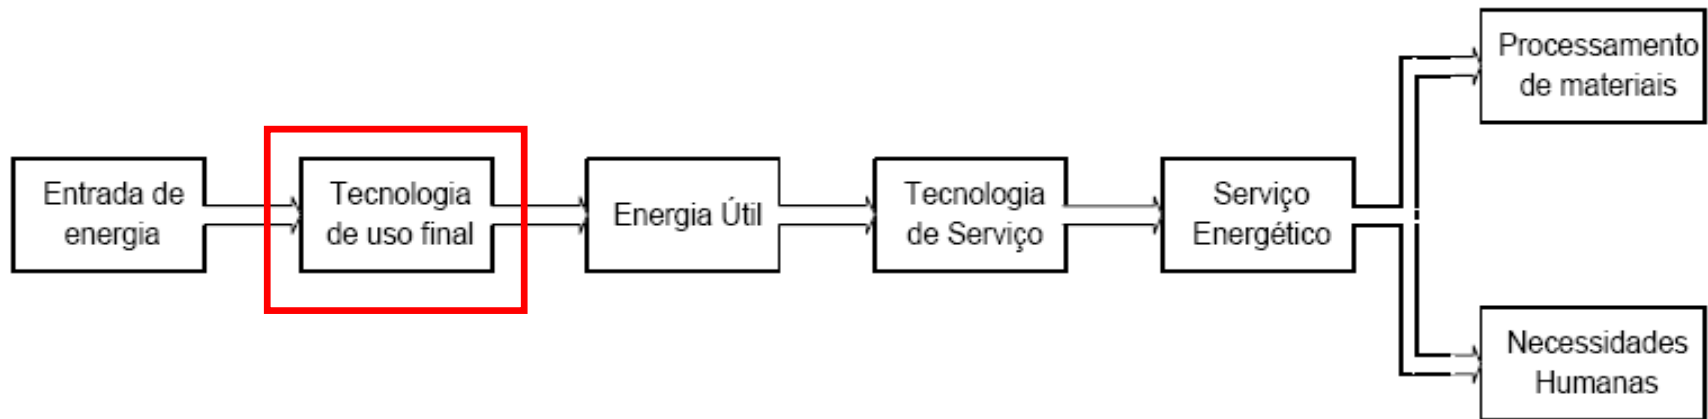 Entrada de
energia
Tecnologia
de uso final
Energia Útil
Tecnologia
de Serviço
Serviço
Energético
Processamento
de materiais
Necessidades
Humanas